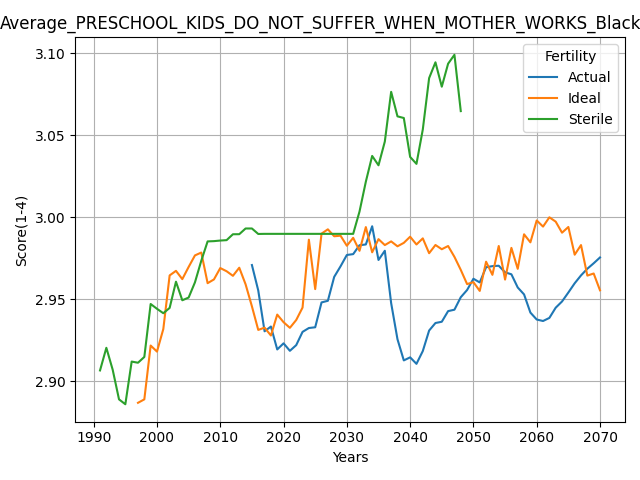 Average_PRESCHOOL_KIDS_DO_NOT_SUFFER_WHEN_MOTHER_WORKS_Black
Fertility
Actual
Ideal
Sterile
3.10
3.05
3.00
2.95
2.90
Score(1-4)
1990 2000 2010 2020 2030 2040 2050 2060 2070
Years